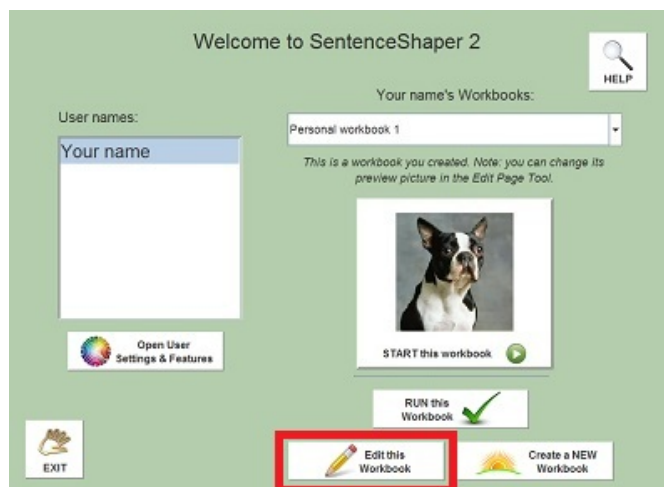 Welcome to SentenceShaper 2
HELP
Your name's Workbooks:
User names:
Personal workbook 1
Your name
This is a workbook you created. Note: you can change its
preview picture in the Edit Page Tool.
Open User
Settings & Features
START this workbook
RUN this
Workbook
EXIT
Edit this
Workbook
Create a NEW
Workbook